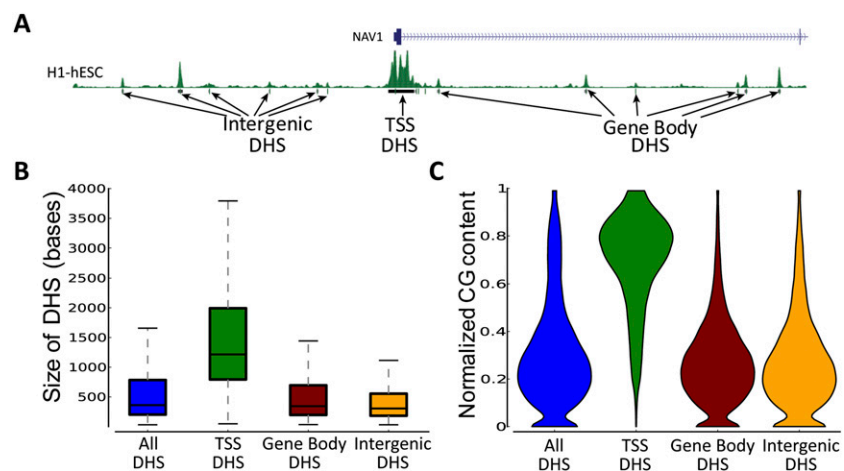 A
NAV1
H1-hESC
Intergenic DHS
TSS DHS
Gene Body DHS
B
Size of DHS (bases)
4000
3500
3000
2500
2000
1500
1000
500
All DHS
TSS DHS
Gene Body DHS
Intergenic DHS
C
Normalized CG content
1
0.8
0.6
0.4
0.2
0
All DHS
TSS DHS
Gene Body DHS
Intergenic DHS